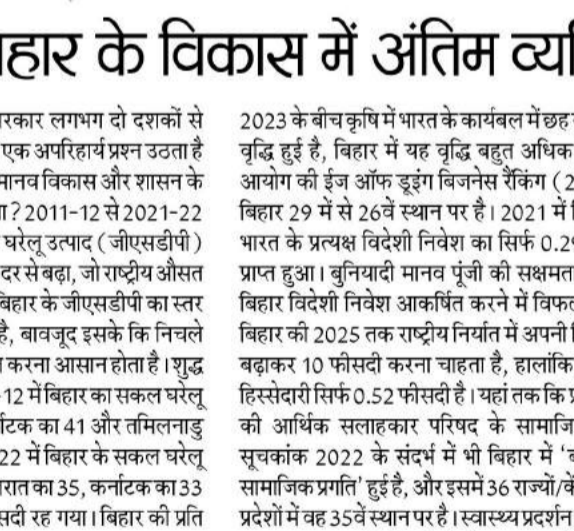 हार के विकास में अंतिम
रकार लगभग दो दशकों से
एक अपरिहार्य प्रश्न उठता है
मानव विकास और शासन के
? 2011-12 से 2021-22
घरेलू उत्पाद (जीएसडीपी)
दर से बढ़ा, जो राष्ट्रीय औसत
बिहार के जीएसडीपी का स्तर
है, बावजूद इसके कि निचले
करना आसान होता है। शुद्ध
12 में बिहार का सकल घरेलू
टक का 41 और तमिलनाडु
22 में बिहार के सकल घरेलू
रात का 35, कर्नाटक का 33
सदी रह गया। बिहार की प्रति
2023 के बीच कृषि में भारत के कार्यबल में छह
वृद्धि हुई है, बिहार में यह वृद्धि बहुत अधिक
आयोग की ईज ऑफ डूइंग बिजनेस रैंकिंग (2
बिहार 29 में से 26वें स्थान पर है। 2021 में
भारत के प्रत्यक्ष विदेशी निवेश का सिर्फ 0.2
प्राप्त हुआ। बुनियादी मानव पूंजी की सक्षमत
बिहार विदेशी निवेश आकर्षित करने में विफ
बिहार की 2025 तक राष्ट्रीय निर्यात में अपनी
बढ़ाकर 10 फीसदी करना चाहता है, हालांकि
हिस्सेदारी सिर्फ 0.52 फीसदी है। यहां तक कि
की आर्थिक सलाहकार परिषद के सामाजि
सूचकांक 2022 के संदर्भ में भी बिहार में '
सामाजिक प्रगति' हुई है, और इसमें 36 राज्यों/
प्रदेशों में वह 35वें स्थान पर है। स्वास्थ्य प्रदर्शन